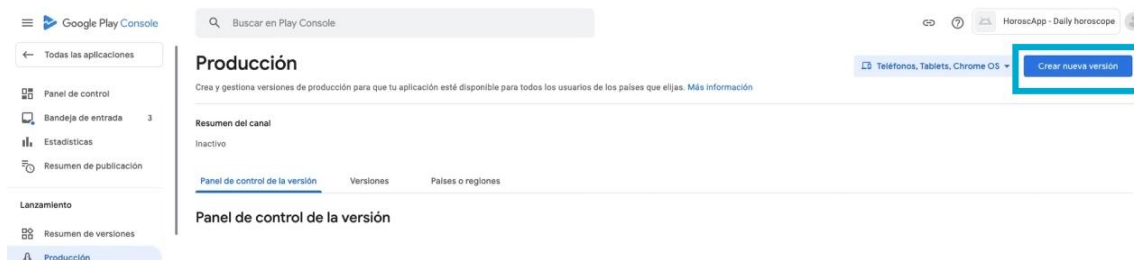 Google Play Console
Buscar en Play Console
HoroscApp - Daily horoscope
Todas las aplicaciones
Panel de control
Bandeja de entrada 3
Estadísticas
Resumen de publicación
Lanzamiento
Resumen de versiones
Producción
Producción
Teléfonos, Tablets, Chrome OS
Crear nueva versión
Crea y gestiona versiones de producción para que tu aplicación esté disponible para todos los usuarios de los países que elijas. Más información
Resumen del canal
Inactivo
Panel de control de la versión Versiones Países o regiones
Panel de control de la versión